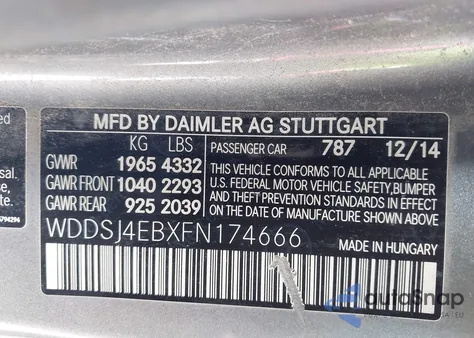 MFD BY DAIMLER AG STUTTGART
KG LBS
GVWR 1965 4332
GAWR FRONT 1040 2293
GAWR REAR 925 2039
PASSENGER CAR 787 12/14
THIS VEHICLE CONFORMS TO ALL APPLICABLE
U.S. FEDERAL MOTOR VEHICLE SAFETY,BUMPER
AND THEFT PREVENTION STANDARDS IN EFFECT
ON THE DATE OF MANUFACTURE SHOWN ABOVE.
WDDSJ4EBXFN174666
MADE IN HUNGARY
autoSnap